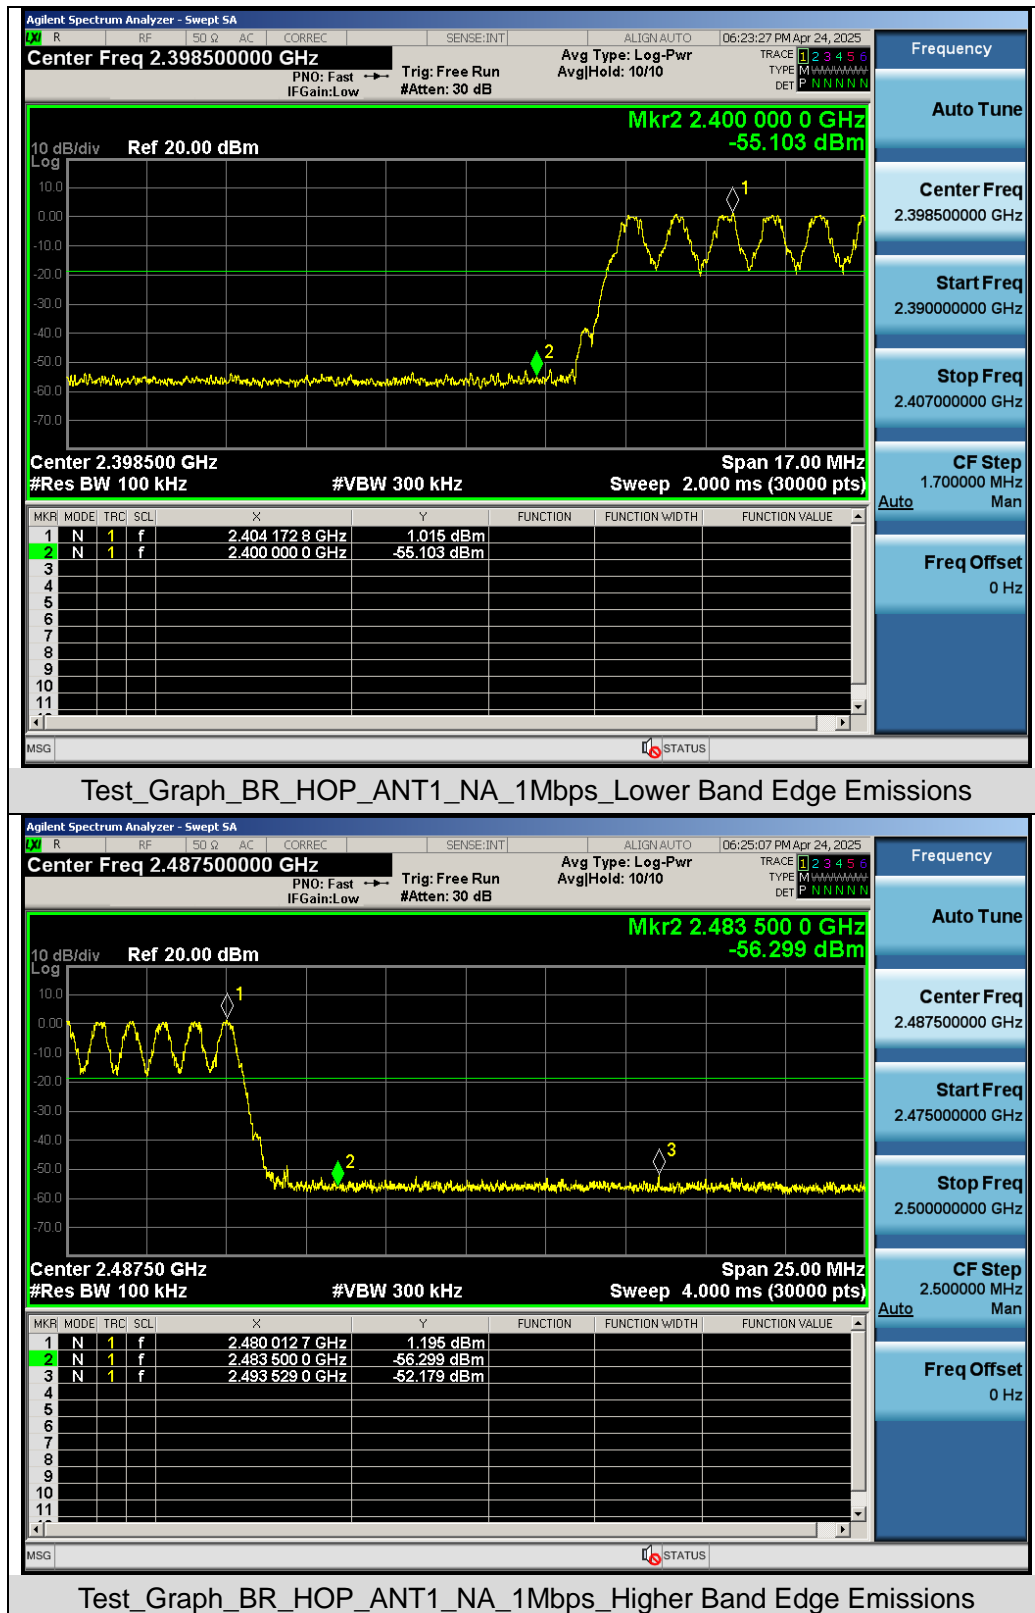 Agilent Spectrum Analyzer - Swept SA
LXI R RF 50 Ω AC CORREC SENSE:INT ALIGN AUTO 06:23:27 PM Apr 24, 2025
Center Freq 2.398500000 GHz Avg Type: Log-Pwr TRACE 1 2 3 4 5 6
PNO: Fast Trig: Free Run Avg|Hold: 10/10 TYPE M
IFGain:Low #Atten: 30 dB DET P N N N N N
Mkr2 2.400 000 0 GHz
-55.103 dBm
10 dB/div Ref 20.00 dBm
Log
10.0
0.00
-10.0
-20.0
-30.0
-40.0
-50.0
-60.0
-70.0
1
2
Center 2.398500 GHz Span 17.00 MHz
#Res BW 100 kHz #VBW 300 kHz Sweep 2.000 ms (30000 pts)
MKR MODE TRC SCL X Y FUNCTION FUNCTION WIDTH FUNCTION VALUE
1 N 1 f 2.404 172 8 GHz 1.015 dBm
2 N 1 f 2.400 000 0 GHz -55.103 dBm
3
4
5
6
7
8
9
10
11
MSG STATUS
Frequency
Auto Tune
Center Freq
2.398500000 GHz
Start Freq
2.390000000 GHz
Stop Freq
2.407000000 GHz
CF Step
1.700000 MHz
Auto Man
Freq Offset
0 Hz
Test_Graph_BR_HOP_ANT1_NA_1Mbps_Lower Band Edge Emissions
Agilent Spectrum Analyzer - Swept SA
LXI R RF 50 Ω AC CORREC SENSE:INT ALIGN AUTO 06:25:07 PM Apr 24, 2025
Center Freq 2.487500000 GHz Avg Type: Log-Pwr TRACE 1 2 3 4 5 6
PNO: Fast Trig: Free Run Avg|Hold: 10/10 TYPE M
IFGain:Low #Atten: 30 dB DET P N N N N N
Mkr2 2.483 500 0 GHz
-56.299 dBm
10 dB/div Ref 20.00 dBm
Log
10.0
0.00
-10.0
-20.0
-30.0
-40.0
-50.0
-60.0
-70.0
1
2
3
Center 2.48750 GHz Span 25.00 MHz
#Res BW 100 kHz #VBW 300 kHz Sweep 4.000 ms (30000 pts)
MKR MODE TRC SCL X Y FUNCTION FUNCTION WIDTH FUNCTION VALUE
1 N 1 f 2.480 012 7 GHz 1.195 dBm
2 N 1 f 2.483 500 0 GHz -56.299 dBm
3 N 1 f 2.493 529 0 GHz -52.179 dBm
4
5
6
7
8
9
10
11
MSG STATUS
Frequency
Auto Tune
Center Freq
2.487500000 GHz
Start Freq
2.475000000 GHz
Stop Freq
2.500000000 GHz
CF Step
2.500000 MHz
Auto Man
Freq Offset
0 Hz
Test_Graph_BR_HOP_ANT1_NA_1Mbps_Higher Band Edge Emissions